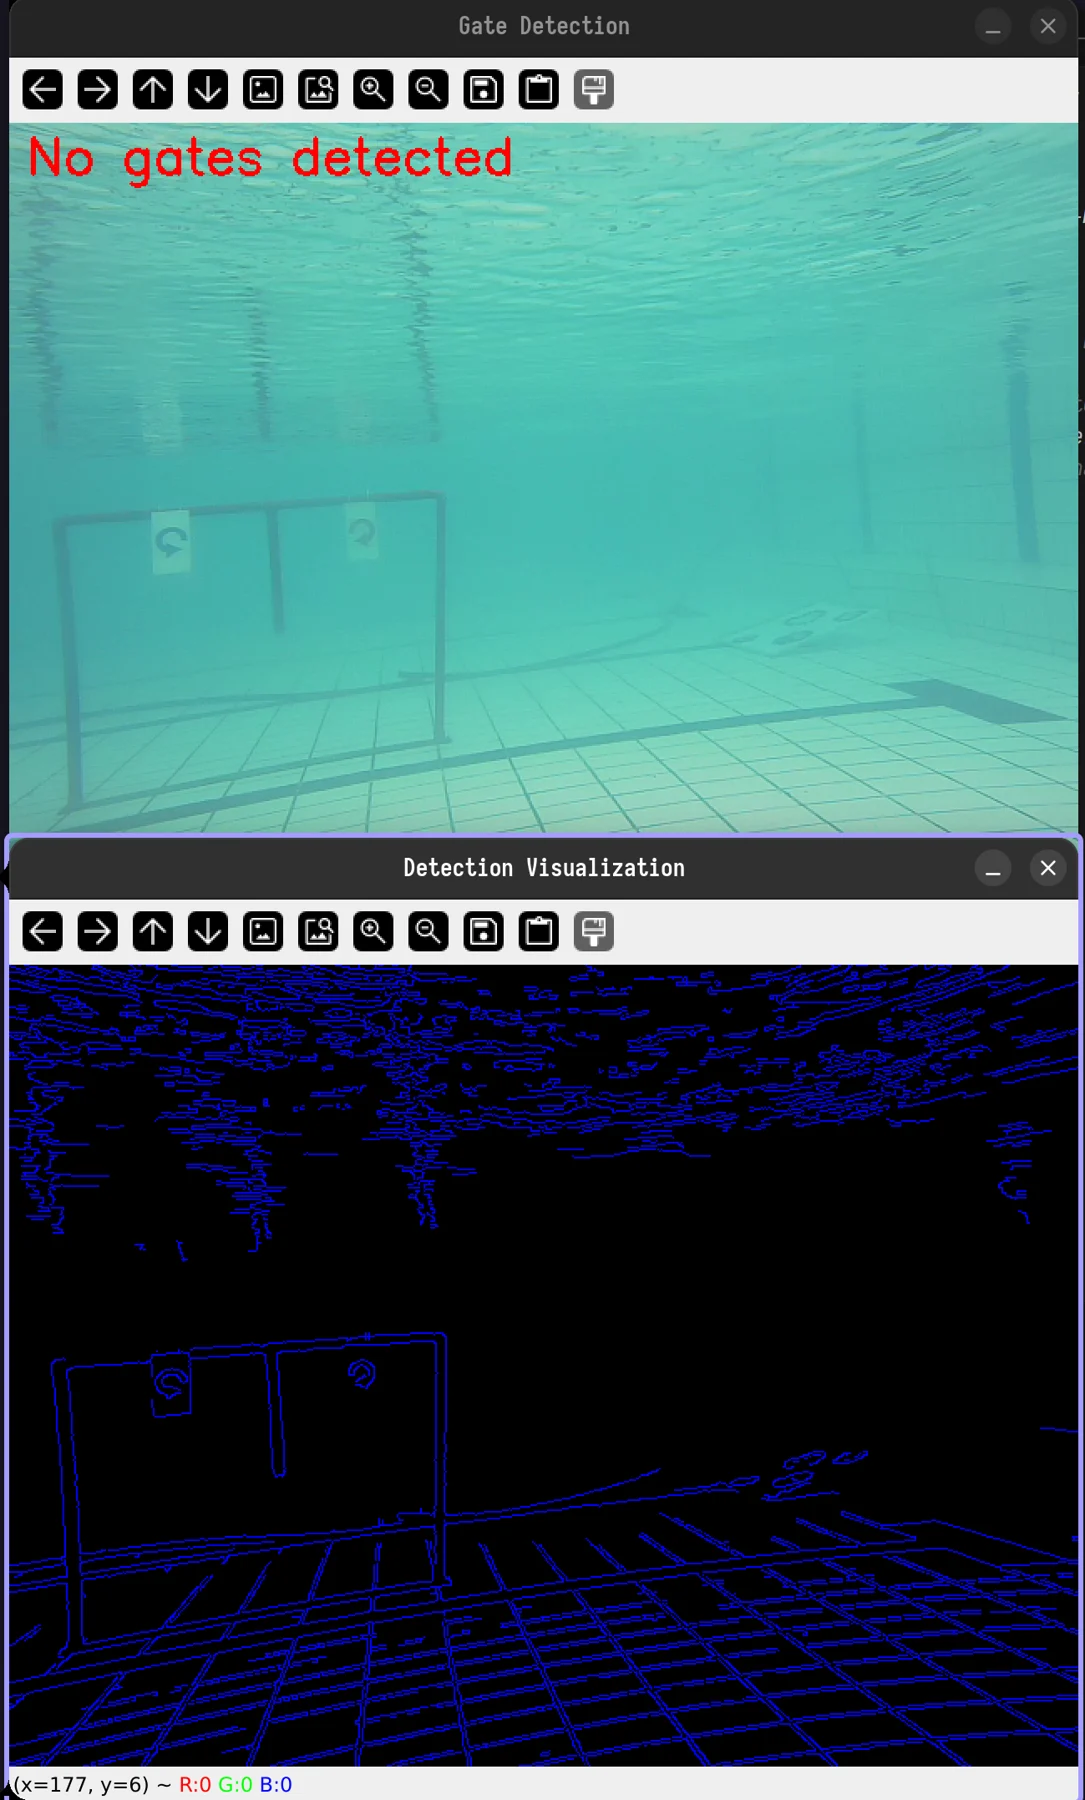 Gate Detection
No gates detected
Detection Visualization
(x=177, y=6) ~ R:0 G:0 B:0